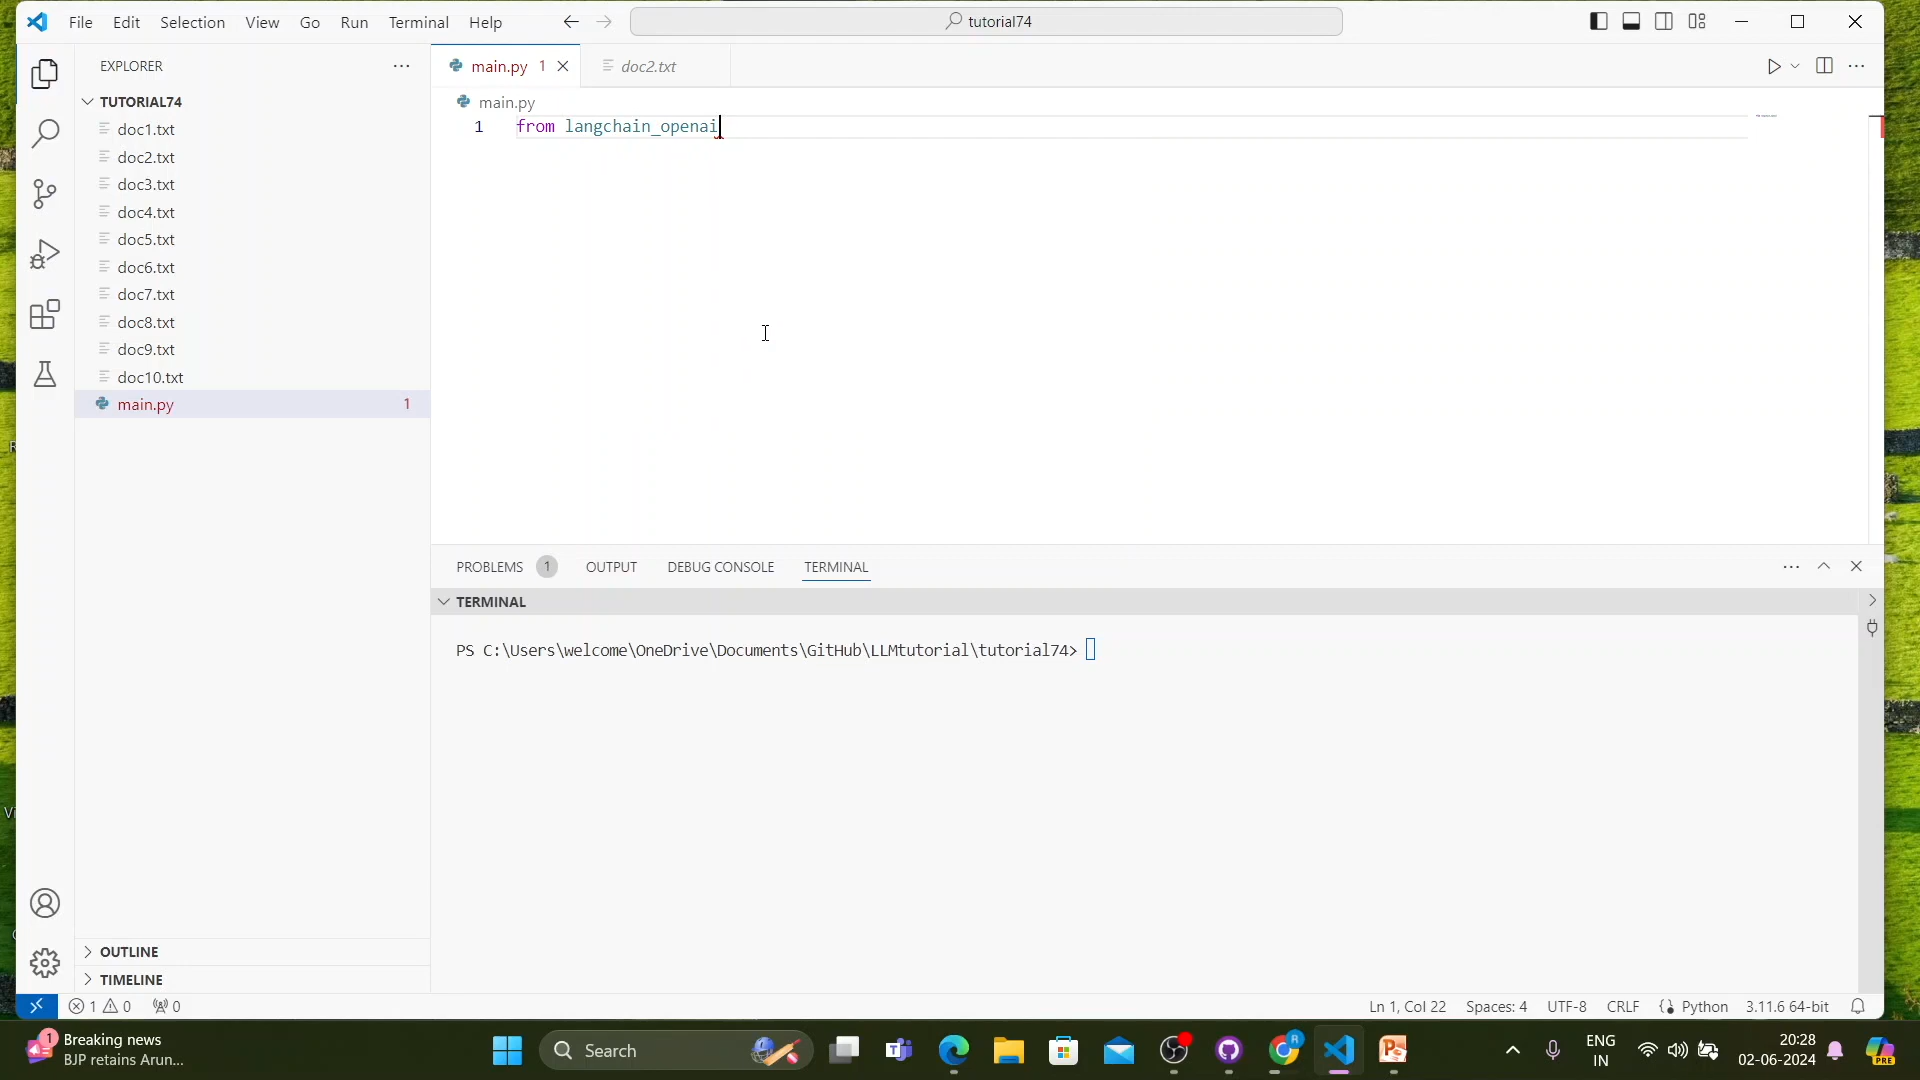 File Edit Selection View Go Run Terminal Help
tutorial74
EXPLORER
TUTORIAL74
doc1.txt
doc2.txt
doc3.txt
doc4.txt
doc5.txt
doc6.txt
doc7.txt
doc8.txt
doc9.txt
doc10.txt
main.py 1
OUTLINE
TIMELINE
main.py 1
doc2.txt
main.py
1 from langchain_openai
PROBLEMS 1 OUTPUT DEBUG CONSOLE TERMINAL
TERMINAL
PS C:\Users\welcome\OneDrive\Documents\GitHub\LLMtutorial\tutorial74>
1 0 0
Ln 1, Col 22 Spaces: 4 UTF-8 CRLF Python 3.11.6 64-bit
1
Breaking news
BJP retains Arun...
Search
R
PRE
ENG
IN
20:28
02-06-2024